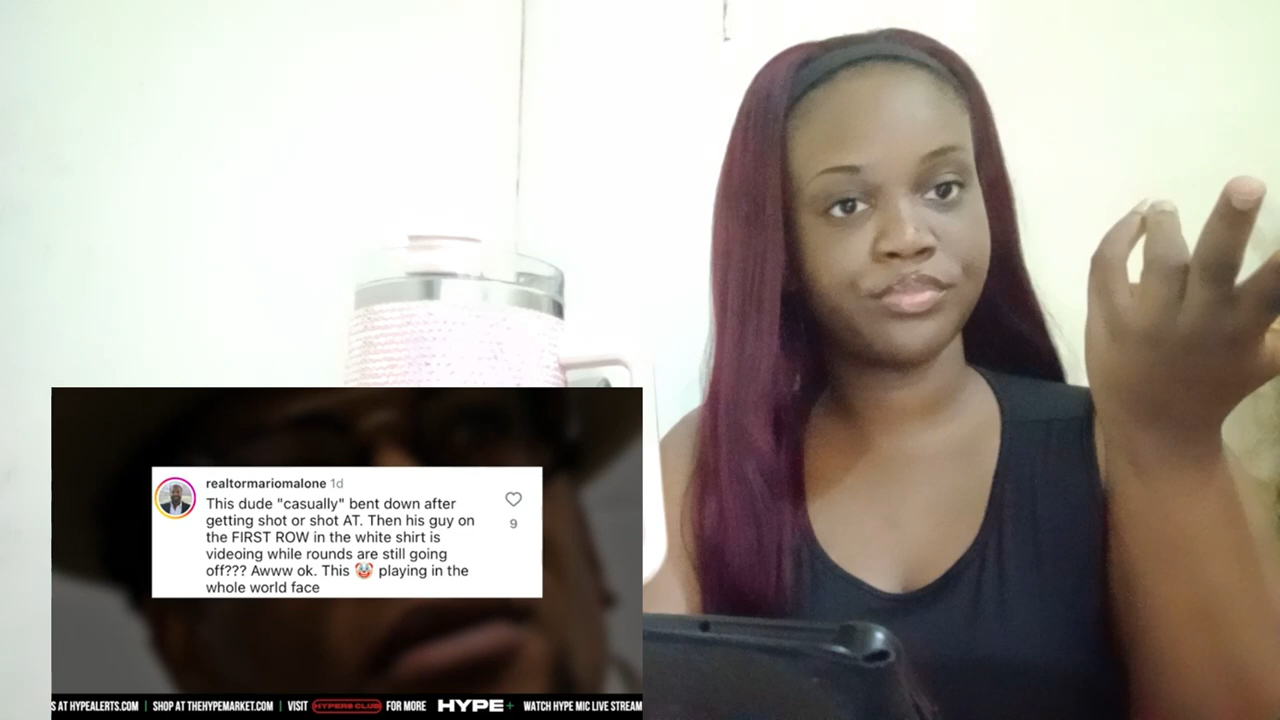 realtormariomalone 1d
This dude "casually" bent down after
getting shot or shot AT. Then his guy on
the FIRST ROW in the white shirt is
videoing while rounds are still going
off??? Awww ok. This 🤡 playing in the
whole world face
9
S AT HYPEALERTS.COM | SHOP AT THEHYPEMARKET.COM | VISIT HYPERS CLUB FOR MORE HYPE+ WATCH HYPE MIC LIVE STREAM